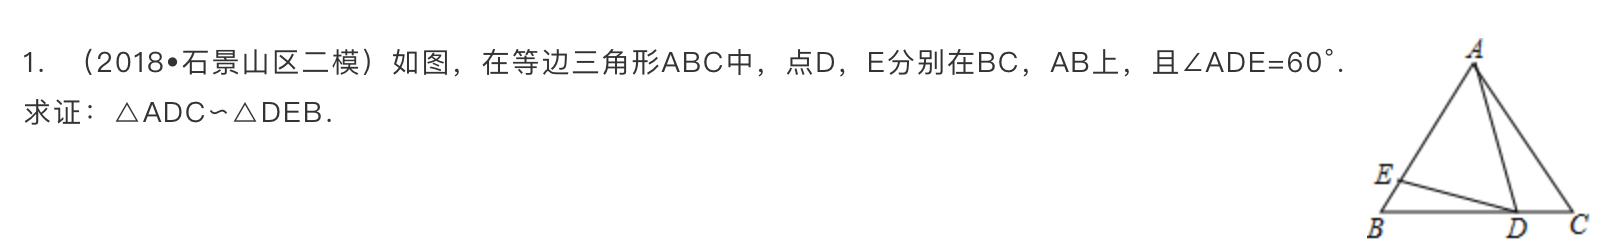 1. （2018•石景山区二模）如图，在等边三角形ABC中，点D，E分别在BC，AB上，且∠ADE=60°.
求证：△ADC∽△DEB.
A
E
B
D
C